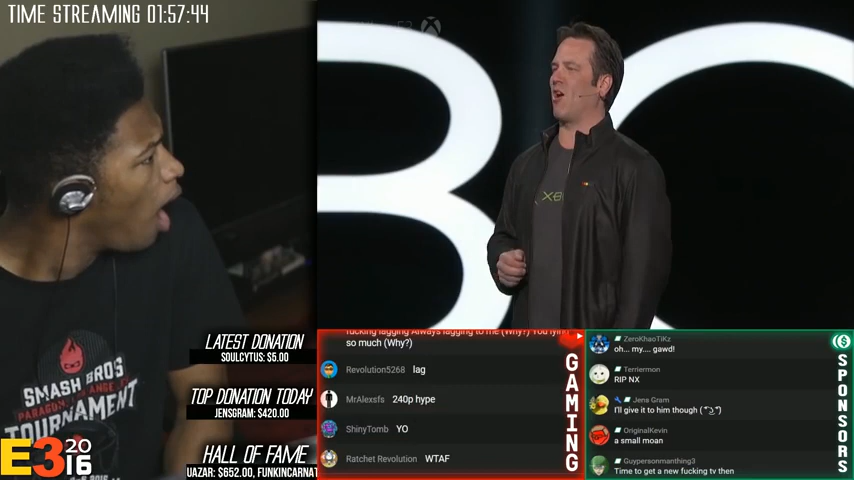 TIME STREAMING 01:57:44
E3
XBO
SMASH BROS
TOURNAMENT
LATEST DONATION
SOULCYTUS: $5.00
TOP DONATION TODAY
JENSGRAM: $420.00
HALL OF FAME
UAZAR: $652.00, FUNKINCARNAT
E3 2016
fucking lagging Always lagging to me (Why?) You lying
so much (Why?)
Revolution5268 lag
MrAlexsfs 240p hype
ShinyTomb YO
Ratchet Revolution WTAF
GAMING
ZeroKhaoTiKz
oh... my.... gawd!
Terriermon
RIP NX
Jens Gram
I'll give it to him though ( ͡° ͜ʖ ͡°)
OriginalKevin
a small moan
Guypersonmanthing3
Time to get a new fucking tv then
SPONSORS